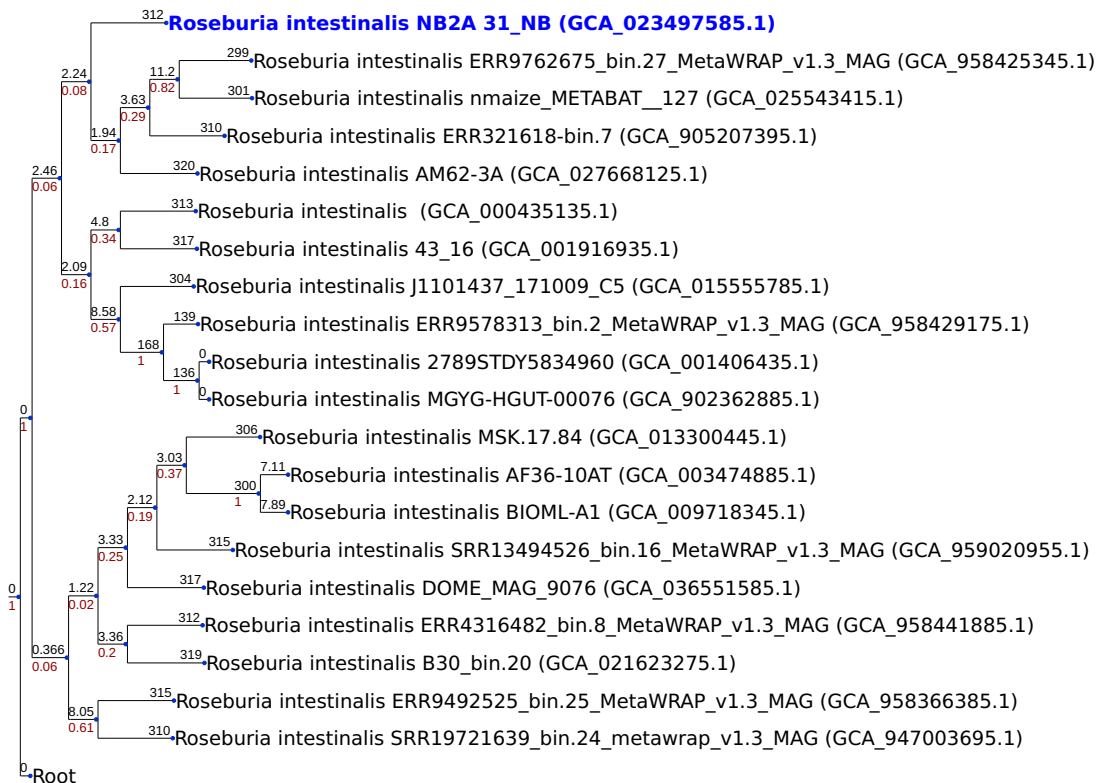 312
Roseburia intestinalis NB2A 31_NB (GCA_023497585.1)
299
Roseburia intestinalis ERR9762675_bin.27_MetaWRAP_v1.3_MAG (GCA_958425345.1)
2.24
11.2
0.08
0.82
301
Roseburia intestinalis nmaize_METABAT__127 (GCA_025543415.1)
3.63
0.29
310
Roseburia intestinalis ERR321618-bin.7 (GCA_905207395.1)
1.94
0.17
320
Roseburia intestinalis AM62-3A (GCA_027668125.1)
2.46
0.06
313
Roseburia intestinalis  (GCA_000435135.1)
4.8
0.34
317
Roseburia intestinalis 43_16 (GCA_001916935.1)
2.09
0.16
304
Roseburia intestinalis J1101437_171009_C5 (GCA_015555785.1)
8.58
0.57
139
Roseburia intestinalis ERR9578313_bin.2_MetaWRAP_v1.3_MAG (GCA_958429175.1)
168
1
0
Roseburia intestinalis 2789STDY5834960 (GCA_001406435.1)
136
1
0
Roseburia intestinalis MGYG-HGUT-00076 (GCA_902362885.1)
0
1
306
Roseburia intestinalis MSK.17.84 (GCA_013300445.1)
3.03
0.37
7.11
Roseburia intestinalis AF36-10AT (GCA_003474885.1)
300
1
7.89
Roseburia intestinalis BIOML-A1 (GCA_009718345.1)
2.12
0.19
315
Roseburia intestinalis SRR13494526_bin.16_MetaWRAP_v1.3_MAG (GCA_959020955.1)
3.33
0.25
317
Roseburia intestinalis DOME_MAG_9076 (GCA_036551585.1)
0
1
1.22
0.02
312
Roseburia intestinalis ERR4316482_bin.8_MetaWRAP_v1.3_MAG (GCA_958441885.1)
3.36
0.2
319
Roseburia intestinalis B30_bin.20 (GCA_021623275.1)
0.366
0.06
315
Roseburia intestinalis ERR9492525_bin.25_MetaWRAP_v1.3_MAG (GCA_958366385.1)
8.05
0.61
310
Roseburia intestinalis SRR19721639_bin.24_metawrap_v1.3_MAG (GCA_947003695.1)
0
Root